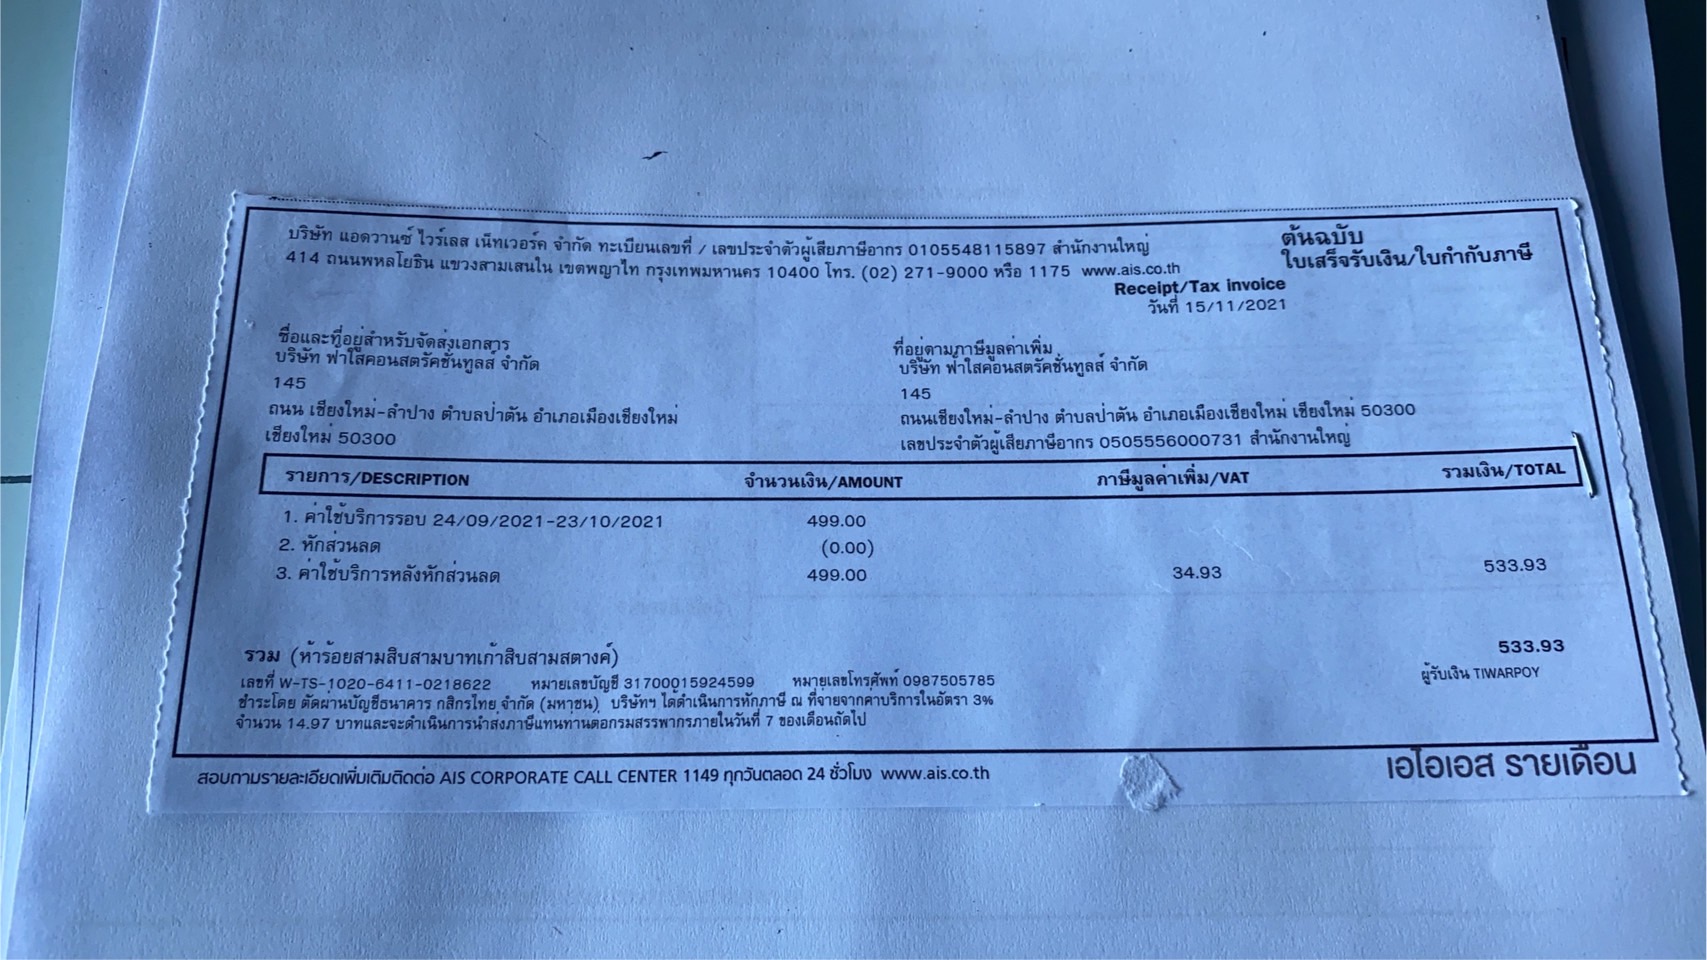 บริษัท แอดวานซ์ ไวร์เลส เน็ทเวอร์ค จำกัด ทะเบียนเลขที่ / เลขประจำตัวผู้เสียภาษีอากร 0105548115897 สำนักงานใหญ่
414 ถนนพหลโยธิน แขวงสามเสนใน เขตพญาไท กรุงเทพมหานคร 10400 โทร. (02) 271-9000 หรือ 1175 www.ais.co.th
ต้นฉบับ
ใบเสร็จรับเงิน/ใบกำกับภาษี
Receipt/Tax invoice
วันที่ 15/11/2021
ชื่อและที่อยู่สำหรับจัดส่งเอกสาร
บริษัท ฟ้าใสคอนสตรัคชั่นทูลส์ จำกัด
145
ถนน เชียงใหม่-ลำปาง ตำบลป่าตัน อำเภอเมืองเชียงใหม่
เชียงใหม่ 50300
ที่อยู่ตามภาษีมูลค่าเพิ่ม
บริษัท ฟ้าใสคอนสตรัคชั่นทูลส์ จำกัด
145
ถนนเชียงใหม่-ลำปาง ตำบลป่าตัน อำเภอเมืองเชียงใหม่ เชียงใหม่ 50300
เลขประจำตัวผู้เสียภาษีอากร 0505556000731 สำนักงานใหญ่
รายการ/DESCRIPTION จำนวนเงิน/AMOUNT ภาษีมูลค่าเพิ่ม/VAT รวมเงิน/TOTAL
1. ค่าใช้บริการรอบ 24/09/2021-23/10/2021 499.00
2. หักส่วนลด (0.00)
3. ค่าใช้บริการหลังหักส่วนลด 499.00 34.93 533.93
รวม (ห้าร้อยสามสิบสามบาทเก้าสิบสามสตางค์) 533.93
เลขที่ W-TS-1020-6411-0218622 หมายเลขบัญชี 31700015924599 หมายเลขโทรศัพท์ 0987505785 ผู้รับเงิน TIWARPOY
ชำระโดย ตัดผ่านบัญชีธนาคาร กสิกรไทย จำกัด (มหาชน) บริษัทฯ ได้ดำเนินการหักภาษี ณ ที่จ่ายจากค่าบริการในอัตรา 3%
จำนวน 14.97 บาทและจะดำเนินการนำส่งภาษีแทนท่านต่อกรมสรรพากรภายในวันที่ 7 ของเดือนถัดไป
สอบถามรายละเอียดเพิ่มเติมติดต่อ AIS CORPORATE CALL CENTER 1149 ทุกวันตลอด 24 ชั่วโมง www.ais.co.th
เอไอเอส รายเดือน